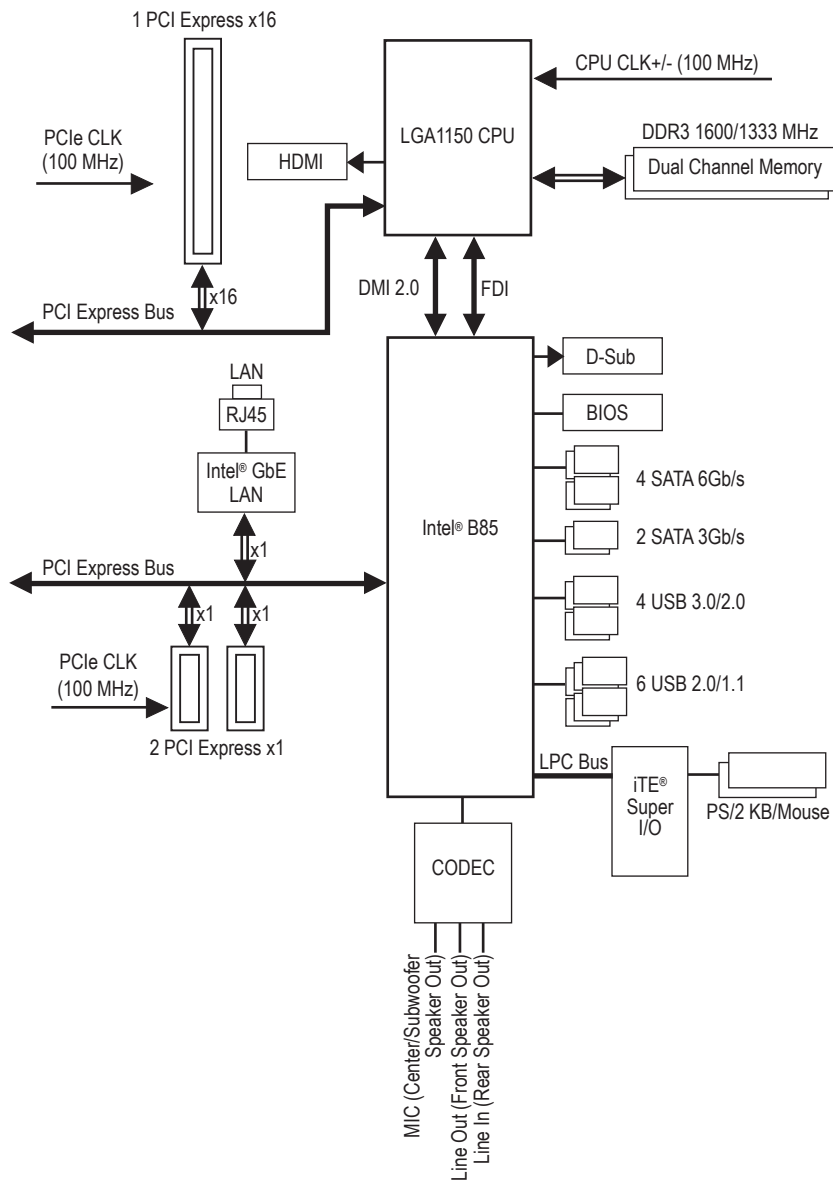 1 PCI Express x16
CPU CLK+/- (100 MHz)
LGA1150 CPU
PCIe CLK
(100 MHz)
HDMI
DDR3 1600/1333 MHz
Dual Channel Memory
x16
DMI 2.0
FDI
PCI Express Bus
D-Sub
LAN
RJ45
BIOS
Intel® GbE
LAN
4 SATA 6Gb/s
Intel® B85
2 SATA 3Gb/s
x1
PCI Express Bus
4 USB 3.0/2.0
x1
x1
PCIe CLK
(100 MHz)
6 USB 2.0/1.1
2 PCI Express x1
LPC Bus
iTE®
Super
I/O
PS/2 KB/Mouse
CODEC
MIC (Center/Subwoofer
Speaker Out)
Line Out (Front Speaker Out)
Line In (Rear Speaker Out)